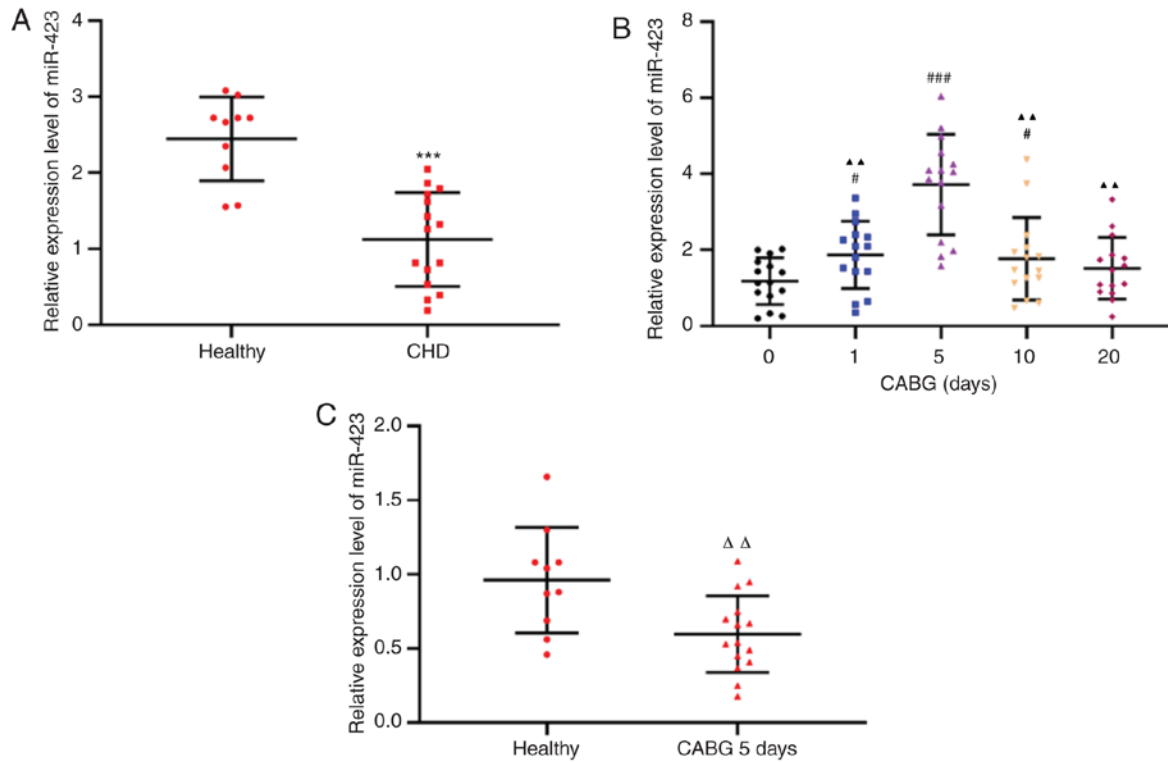 A
Relative expression level of miR-423
4
3
2
1
0
***
Healthy
CHD
B
Relative expression level of miR-423
8
6
4
2
0
▲▲
#
###
▲▲
#
▲▲
0
1
5
10
20
CABG (days)
C
Relative expression level of miR-423
2.0
1.5
1.0
0.5
0.0
Δ Δ
Healthy
CABG 5 days